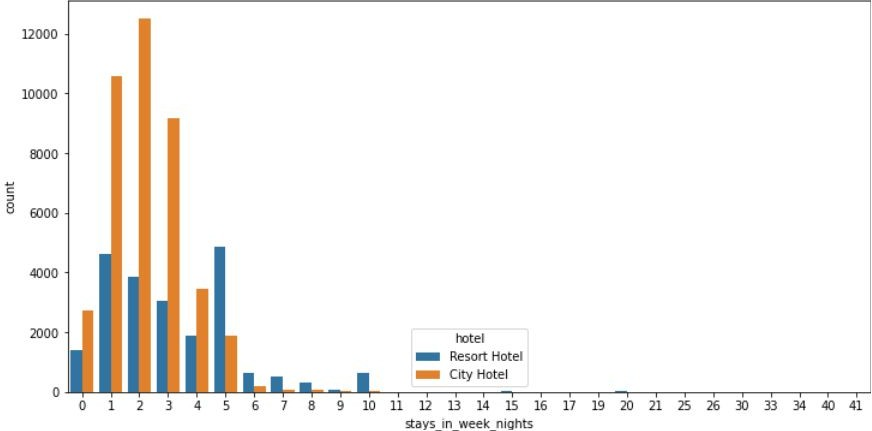 12000
10000
8000
6000
4000
2000
0
count
hotel
Resort Hotel
City Hotel
0 1 2 3 4 5 6 7 8 9 10 11 12 13 14 15 16 17 19 20 21 25 26 30 33 34 40 41
stays_in_week_nights